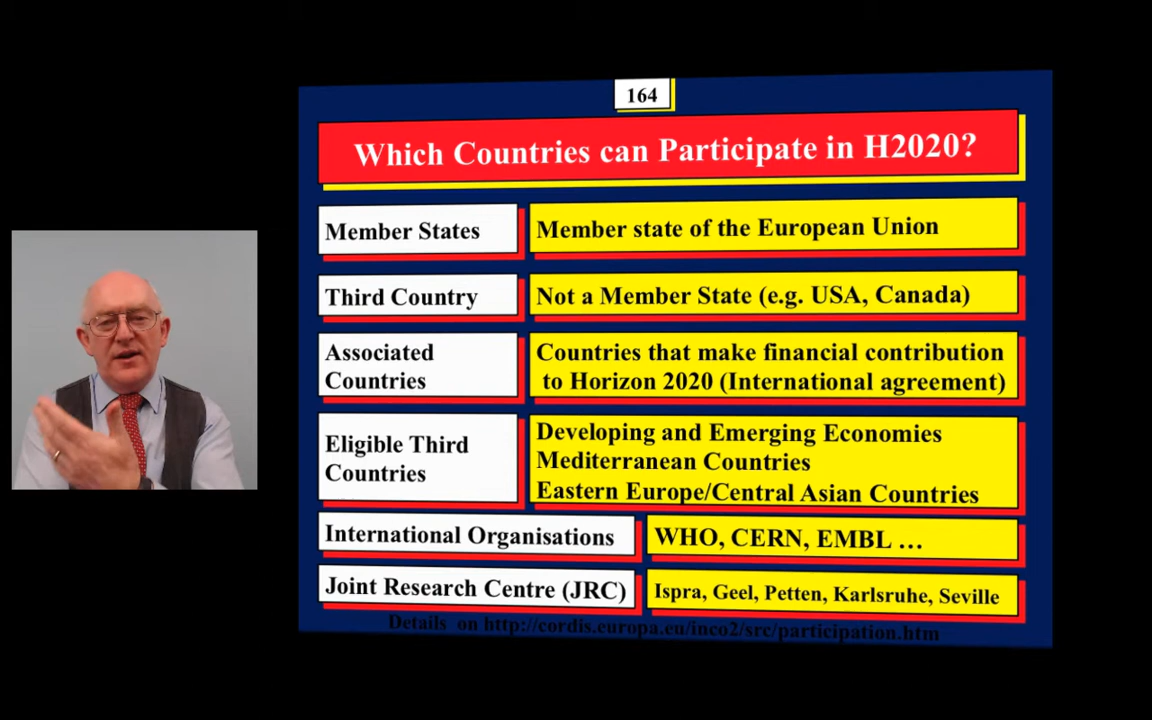 164
Which Countries can Participate in H2020?
Member States
Member state of the European Union
Third Country
Not a Member State (e.g. USA, Canada)
Associated
Countries
Countries that make financial contribution
to Horizon 2020 (International agreement)
Eligible Third
Countries
Developing and Emerging Economies
Mediterranean Countries
Eastern Europe/Central Asian Countries
International Organisations
WHO, CERN, EMBL ...
Joint Research Centre (JRC)
Ispra, Geel, Petten, Karlsruhe, Seville
Details on http://cordis.europa.eu/inco2/src/participation.htm